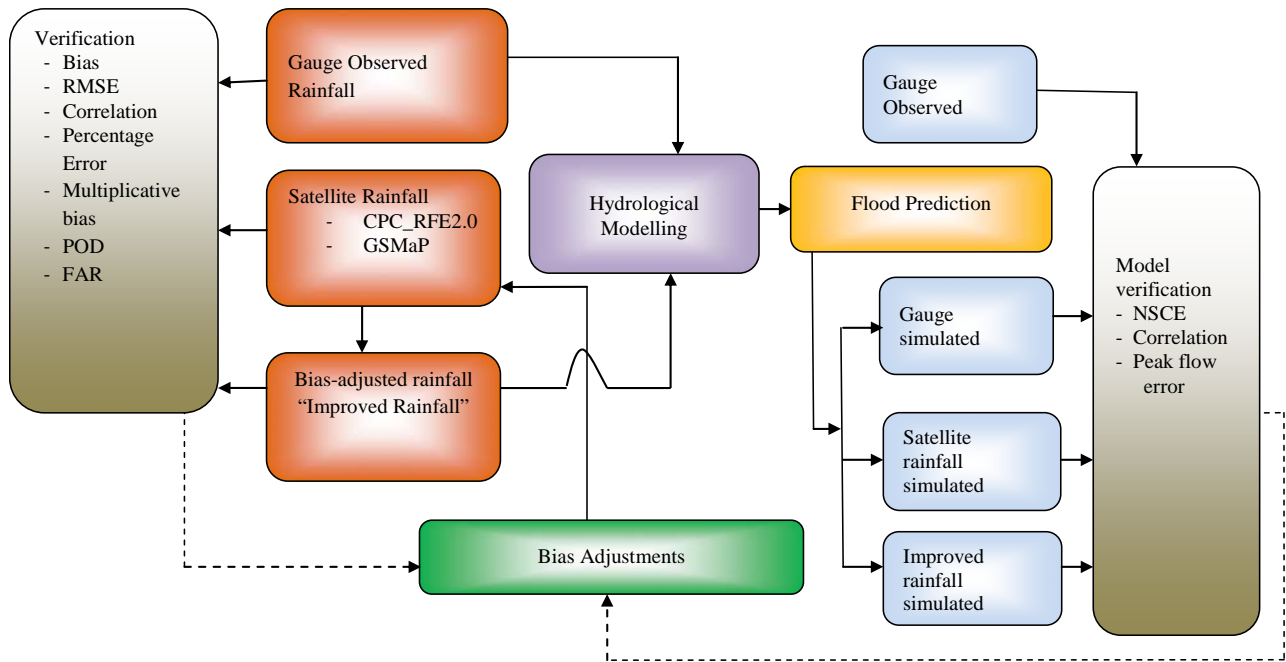 Verification
- Bias
- RMSE
- Correlation
- Percentage
Error
- Multiplicative
bias
- POD
- FAR
Gauge Observed
Rainfall
Satellite Rainfall
- CPC_RFE2.0
- GSMaP
Bias-adjusted rainfall
“Improved Rainfall”
Hydrological
Modelling
Bias Adjustments
Flood Prediction
Gauge
Observed
Gauge
simulated
Satellite
rainfall
simulated
Improved
rainfall
simulated
Model
verification
- NSCE
- Correlation
- Peak flow
error